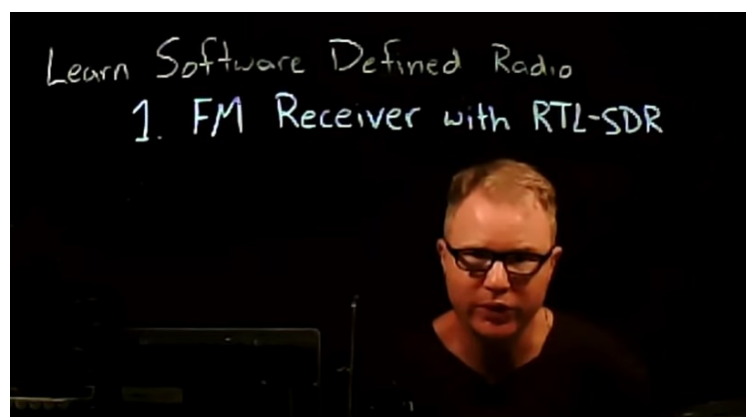 Learn Software Defined Radio
1. FM Receiver with RTL-SDR